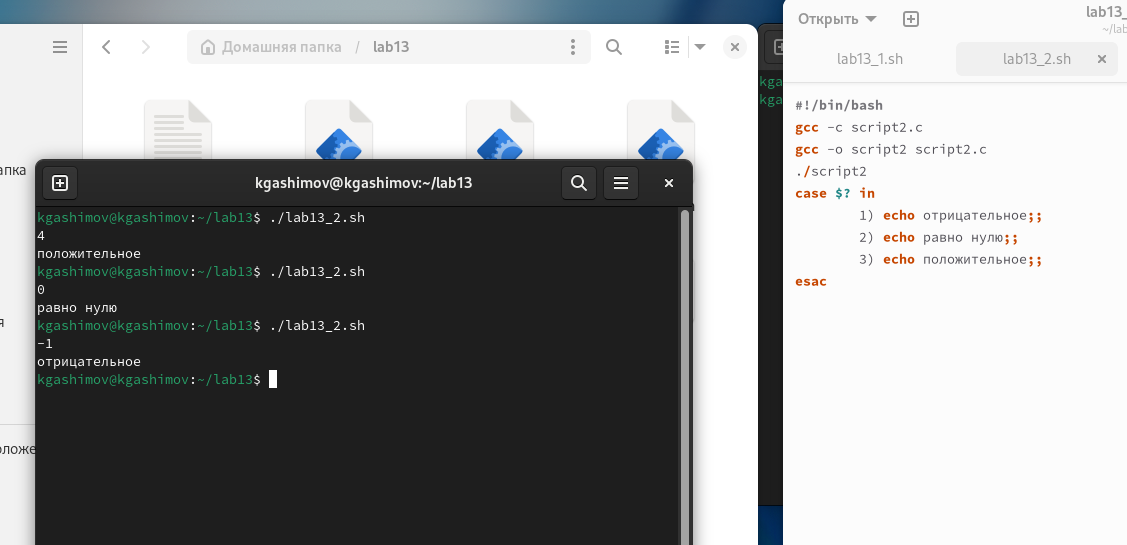 Домашняя папка / lab13
апка
я
оложе
kgashimov@kgashimov:~/lab13
kgashimov@kgashimov:~/lab13$ ./lab13_2.sh
4
положительное
kgashimov@kgashimov:~/lab13$ ./lab13_2.sh
0
равно нулю
kgashimov@kgashimov:~/lab13$ ./lab13_2.sh
-1
отрицательное
kgashimov@kgashimov:~/lab13$
kga
kga
Открыть
lab13_
~/lab
lab13_1.sh
lab13_2.sh
#!/bin/bash
gcc -c script2.c
gcc -o script2 script2.c
./script2
case $? in
1) echo отрицательное;;
2) echo равно нулю;;
3) echo положительное;;
esac